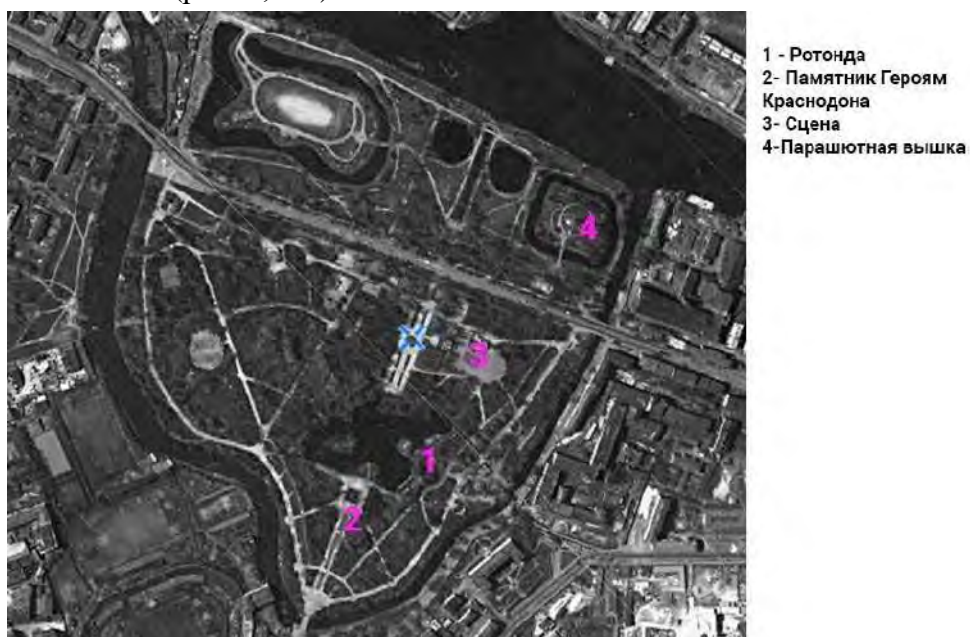 1 - Ротонда
2- Памятник Героям
Краснодона
3- Сцена
4-Парашютная вышка
4
3
1
2